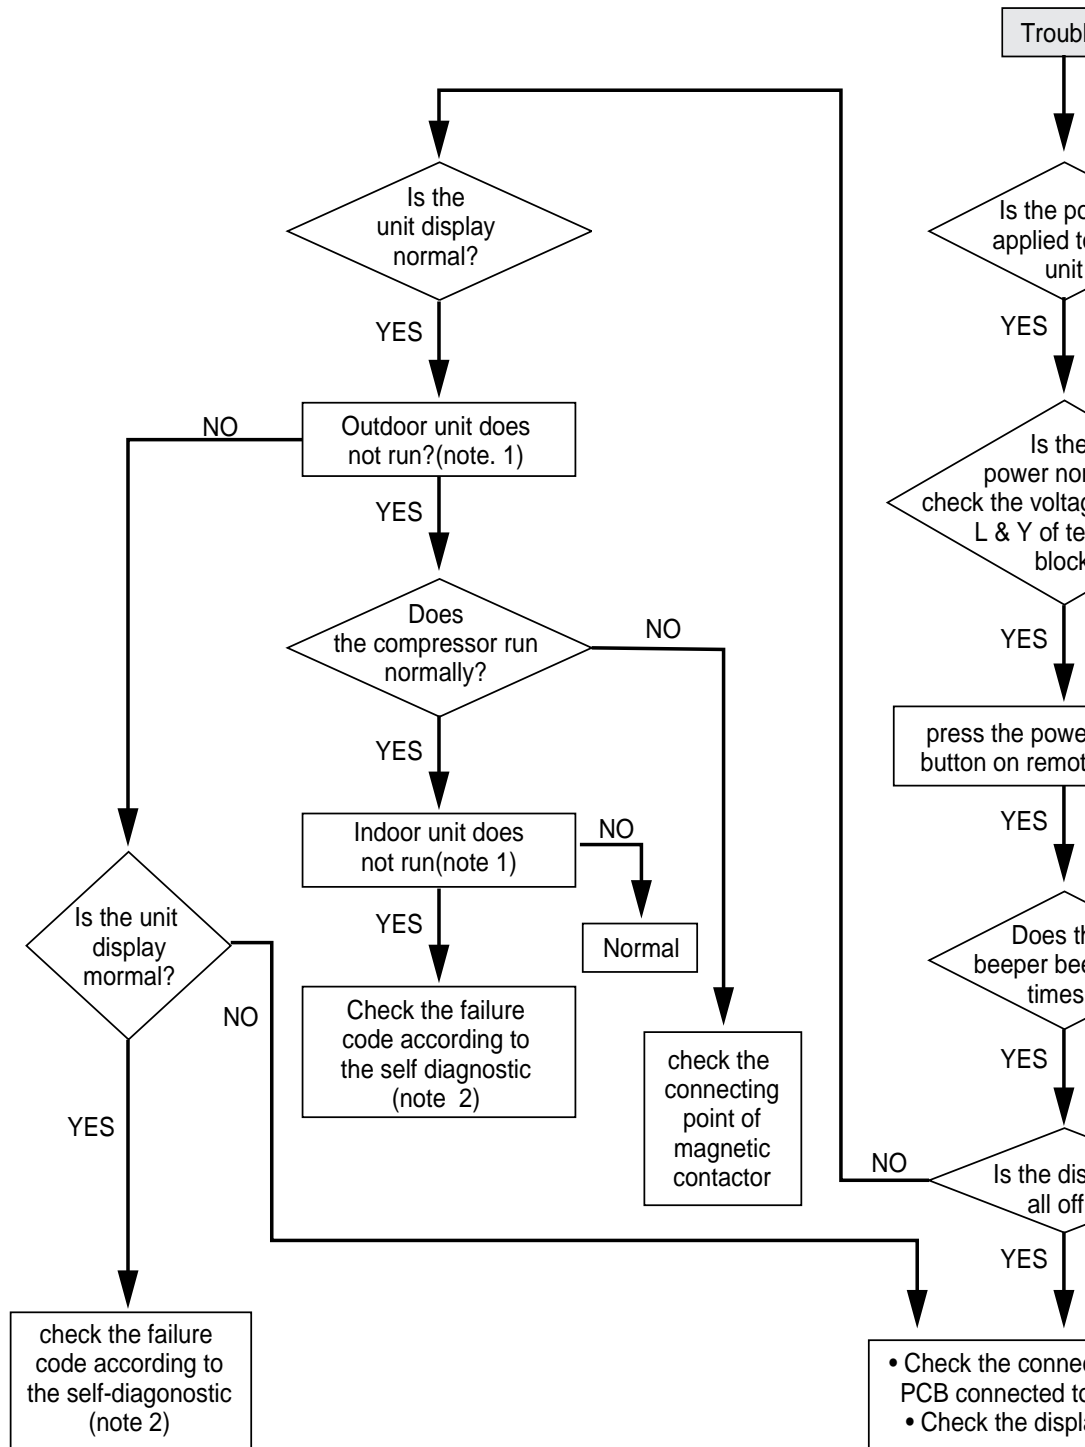 Troubl
Is the
unit display
normal?
Is the po
applied to
unit
YES
YES
NO
Outdoor unit does
not run?(note. 1)
Is the
power nor
check the voltag
L & Y of te
block
YES
Does
the compressor run
normally?
NO
YES
YES
press the powe
button on remot
Indoor unit does
not run(note 1)
NO
YES
YES
Is the unit
display
mormal?
Normal
Does th
beeper bee
times
NO
Check the failure
code according to
the self diagnostic
(note 2)
check the
connecting
point of
magnetic
contactor
YES
YES
NO
Is the dis
all off
YES
check the failure
code according to
the self-diagonostic
(note 2)
• Check the connec
PCB connected to
• Check the displa